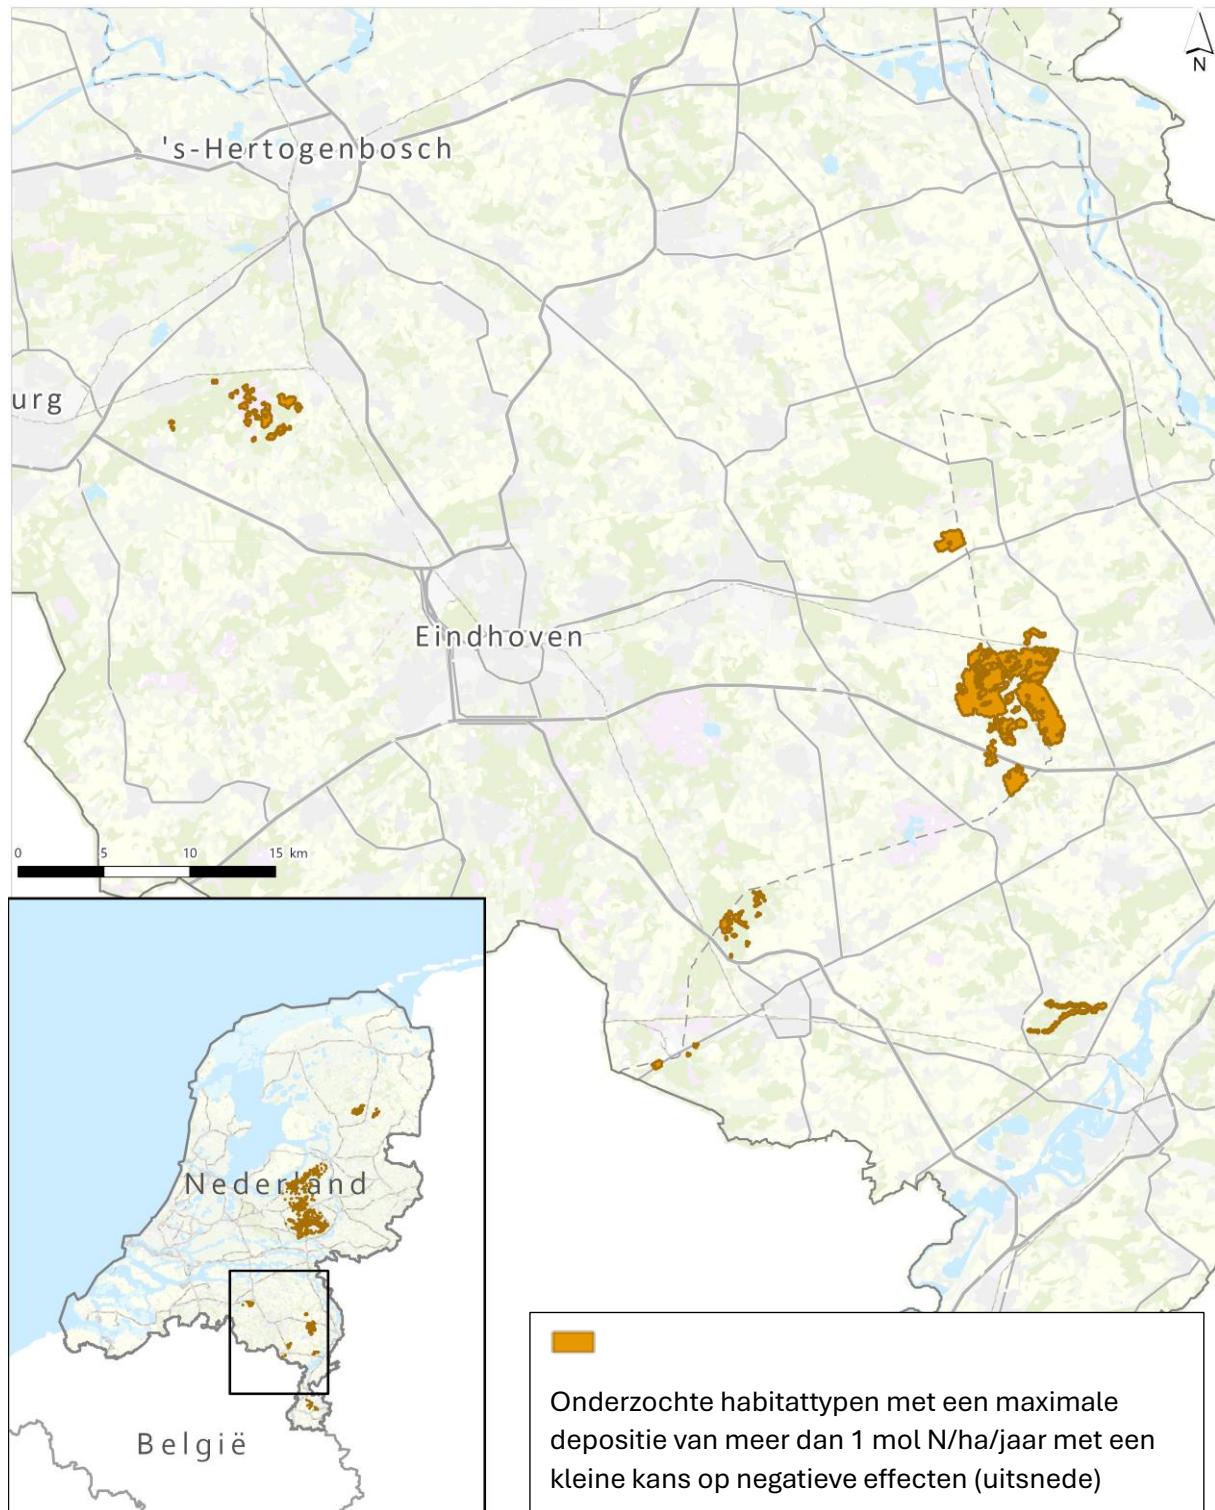 N
's-Hertogenbosch
urg
Eindhoven
0 5 10 15 km
Nederland
België
Onderzochte habitattypen met een maximale
depositie van meer dan 1 mol N/ha/jaar met een
kleine kans op negatieve effecten (uitsnede)